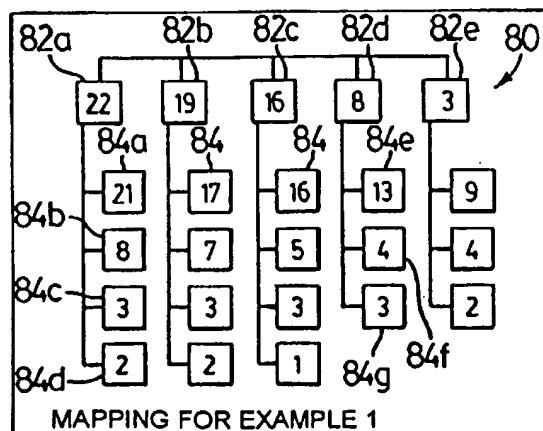 82a 82b 82c 82d 82e 80
22 19 16 8 3
84a 84 84 84e
21 17 16 13 9
84b
8 7 5 4 4
84c
3 3 3 3 2
84f
84d 2 2 1 84g
MAPPING FOR EXAMPLE 1